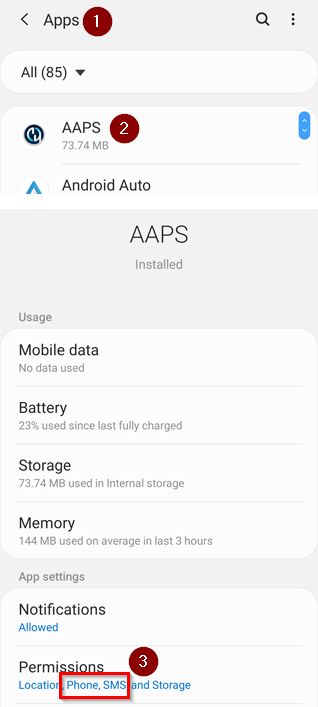 Apps 1
All (85)
AAPS 2
73.74 MB
Android Auto
AAPS
Installed
Usage
Mobile data
No data used
Battery
23% used since last fully charged
Storage
73.74 MB used in Internal storage
Memory
144 MB used on average in last 3 hours
App settings
Notifications
Allowed
Permissions 3
Location, Phone, SMS, and Storage